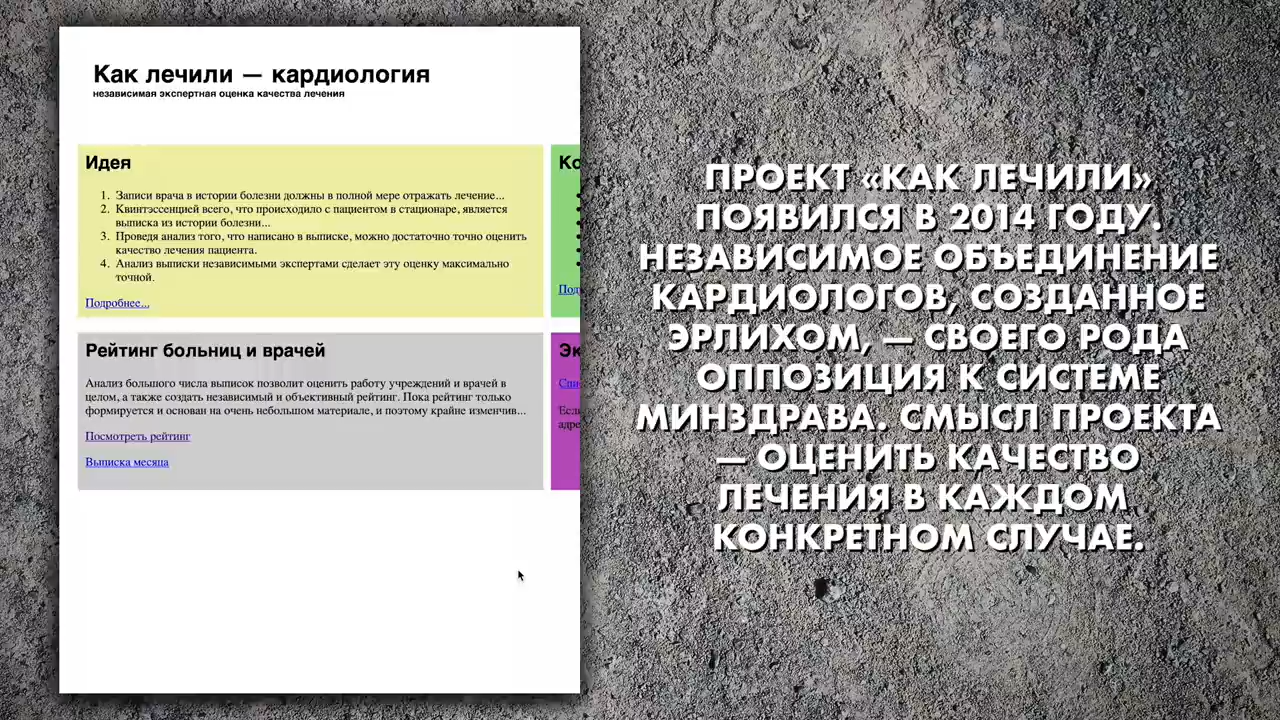 Как лечили — кардиология
независимая экспертная оценка качества лечения
Идея
1. Записи врача в истории болезни должны в полной мере отражать лечение...
2. Квинтэссенцией всего, что происходило с пациентом в стационаре, является
выписка из истории болезни...
3. Проведя анализ того, что написано в выписке, можно достаточно точно оценить
качество лечения пациента.
4. Анализ выписки независимыми экспертами сделает эту оценку максимально
точной.
Подробнее...
Рейтинг больниц и врачей
Анализ большого числа выписок позволит оценить работу учреждений и врачей в
целом, а также создать независимый и объективный рейтинг. Пока рейтинг только
формируется и основан на очень небольшом материале, и поэтому крайне изменчив...
Посмотреть рейтинг
Выписка месяца
ПРОЕКТ «КАК ЛЕЧИЛИ»
ПОЯВИЛСЯ В 2014 ГОДУ.
НЕЗАВИСИМОЕ ОБЪЕДИНЕНИЕ
КАРДИОЛОГОВ, СОЗДАННОЕ
ЭРЛИХОМ, — СВОЕГО РОДА
ОППОЗИЦИЯ К СИСТЕМЕ
МИНЗДРАВА. СМЫСЛ ПРОЕКТА
— ОЦЕНИТЬ КАЧЕСТВО
ЛЕЧЕНИЯ В КАЖДОМ
КОНКРЕТНОМ СЛУЧАЕ.